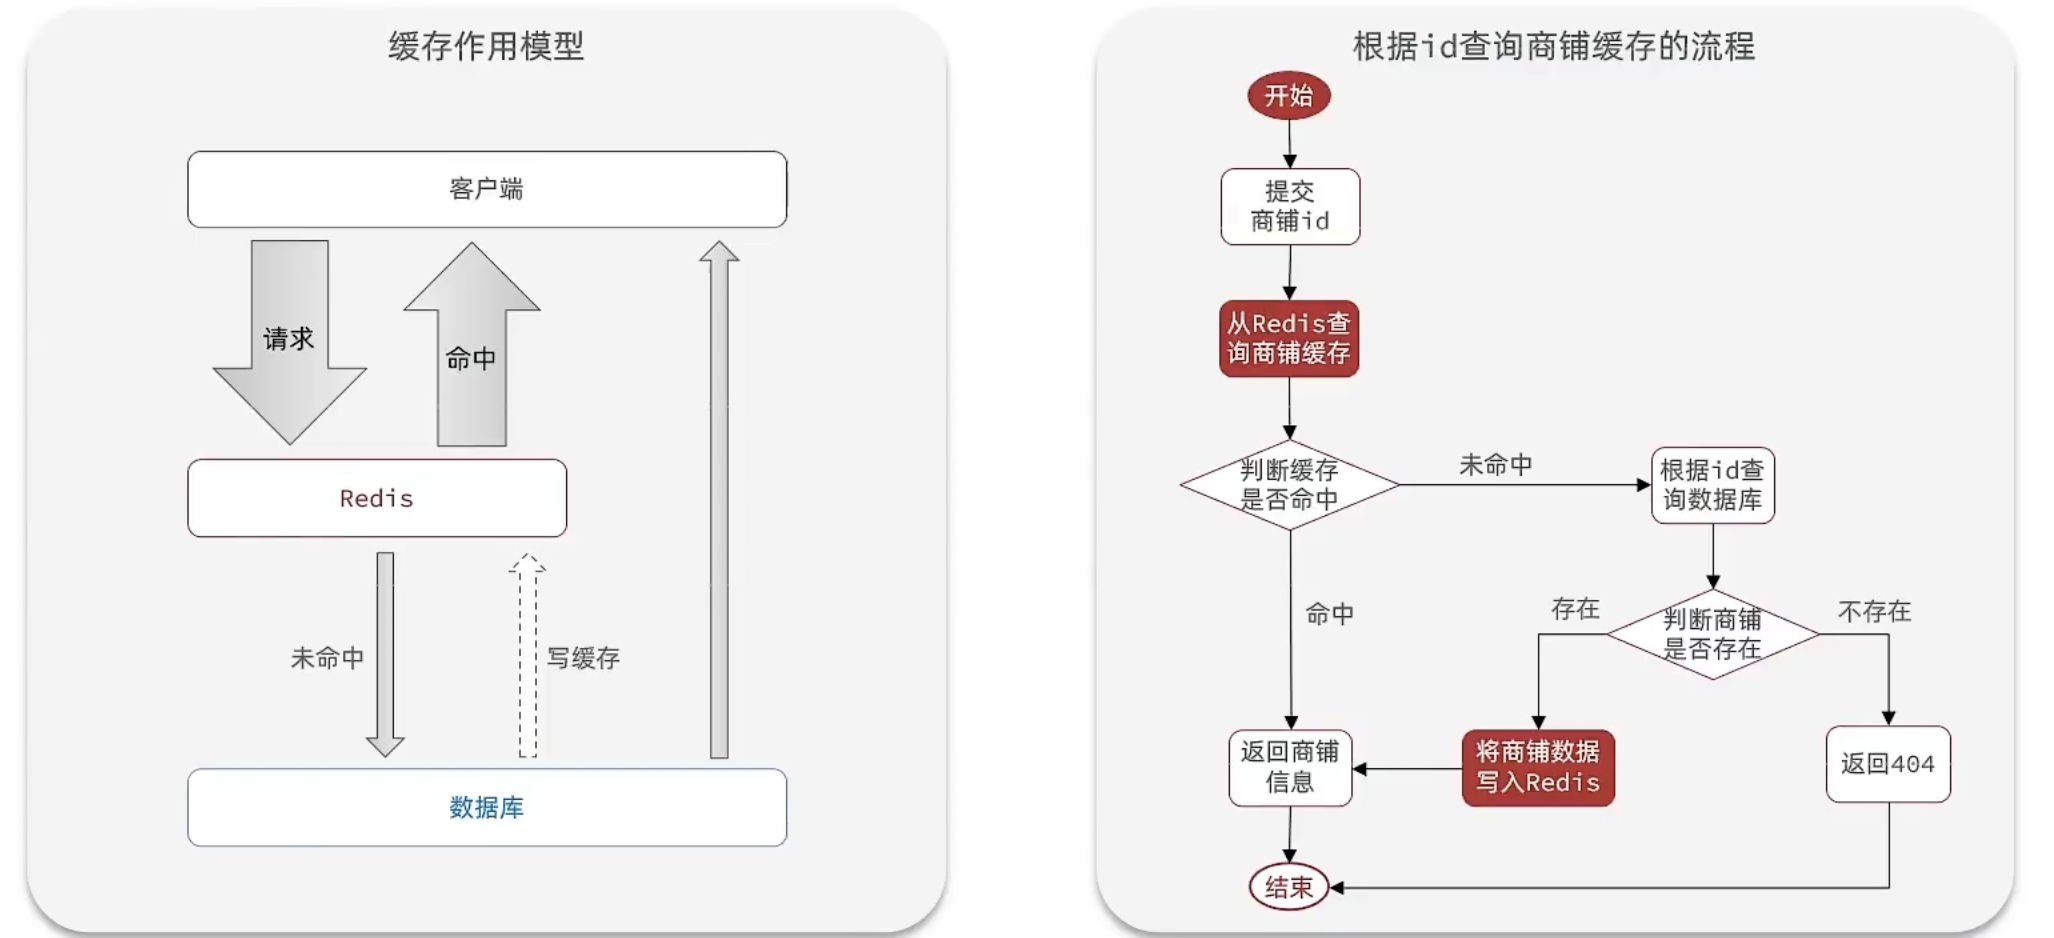 缓存作用模型
客户端
请求
命中
Redis
未命中
写缓存
数据库
根据id查询商铺缓存的流程
开始
提交
商铺id
从Redis查
询商铺缓存
判断缓存
是否命中
未命中
根据id查
询数据库
命中
存在
判断商铺
是否存在
不存在
返回商铺
信息
将商铺数据
写入Redis
返回404
结束